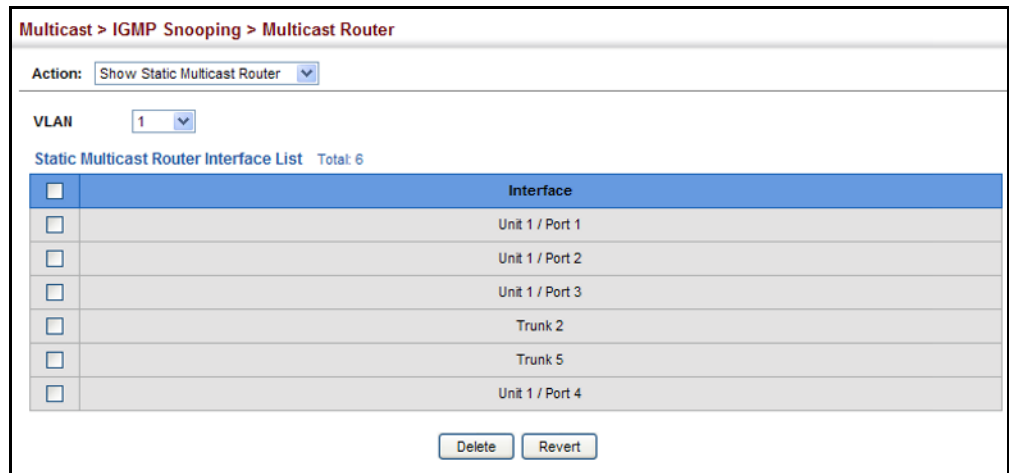 Multicast > IGMP Snooping > Multicast Router
Action: Show Static Multicast Router
VLAN 1
Static Multicast Router Interface List Total: 6
Interface
Unit 1 / Port 1
Unit 1 / Port 2
Unit 1 / Port 3
Trunk 2
Trunk 5
Unit 1 / Port 4
Delete Revert